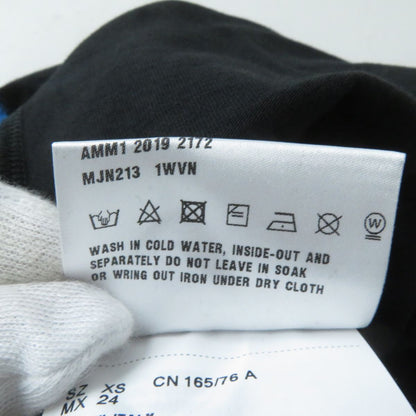 AMM1 2019 2172
MJN213 1WVN
W
WASH IN COLD WATER, INSIDE-OUT AND
SEPARATELY DO NOT LEAVE IN SOAK
OR WRING OUT IRON UNDER DRY CLOTH
SZ XS CN 165/76 A
MX 24